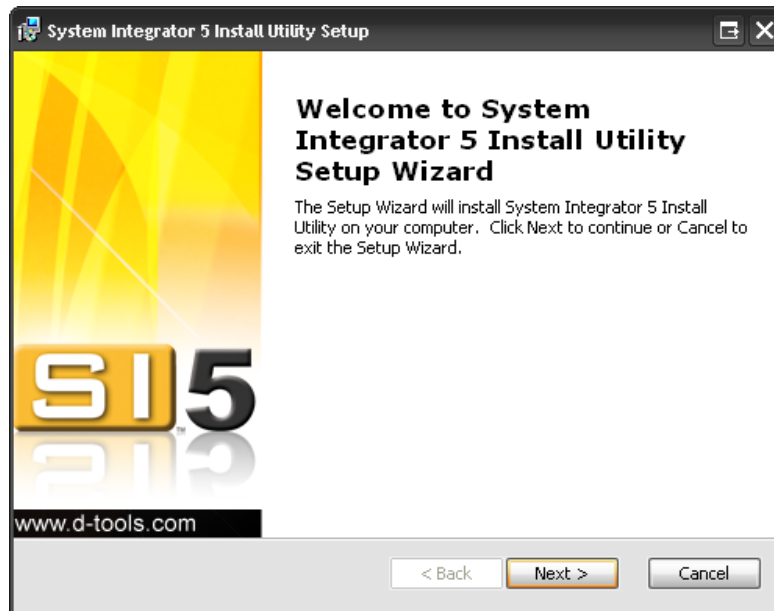 System Integrator 5 Install Utility Setup
Welcome to System
Integrator 5 Install Utility
Setup Wizard
The Setup Wizard will install System Integrator 5 Install
Utility on your computer.  Click Next to continue or Cancel to
exit the Setup Wizard.
SI5
™
www.d-tools.com
< Back
Next >
Cancel